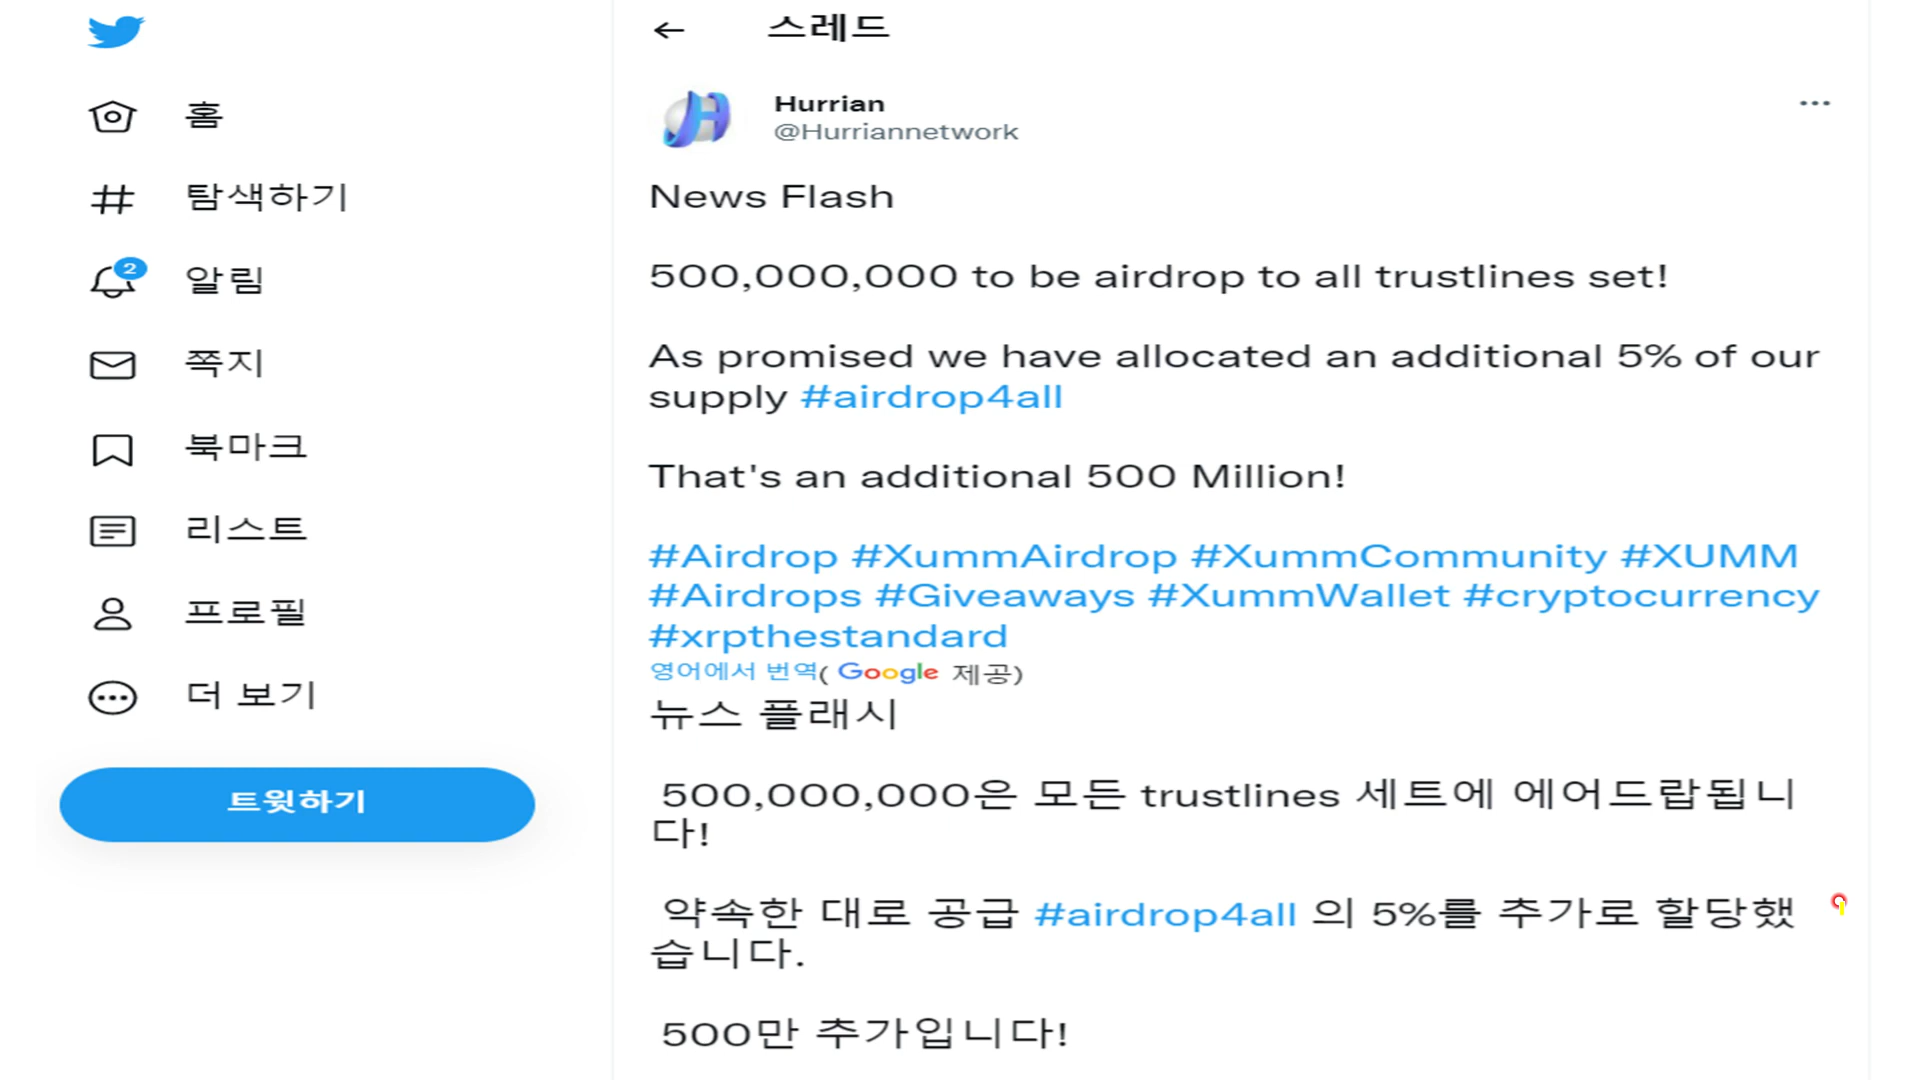 홈
탐색하기
2
알림
쪽지
북마크
리스트
프로필
더 보기
트윗하기
스레드
Hurrian
@Hurriannetwork
News Flash
500,000,000 to be airdrop to all trustlines set!
As promised we have allocated an additional 5% of our
supply #airdrop4all
That's an additional 500 Million!
#Airdrop #XummAirdrop #XummCommunity #XUMM
#Airdrops #Giveaways #XummWallet #cryptocurrency
#xrpthestandard
영어에서 번역( Google 제공)
뉴스 플래시
500,000,000은 모든 trustlines 세트에 에어드랍됩니
다!
약속한 대로 공급 #airdrop4all 의 5%를 추가로 할당했
습니다.
500만 추가입니다!